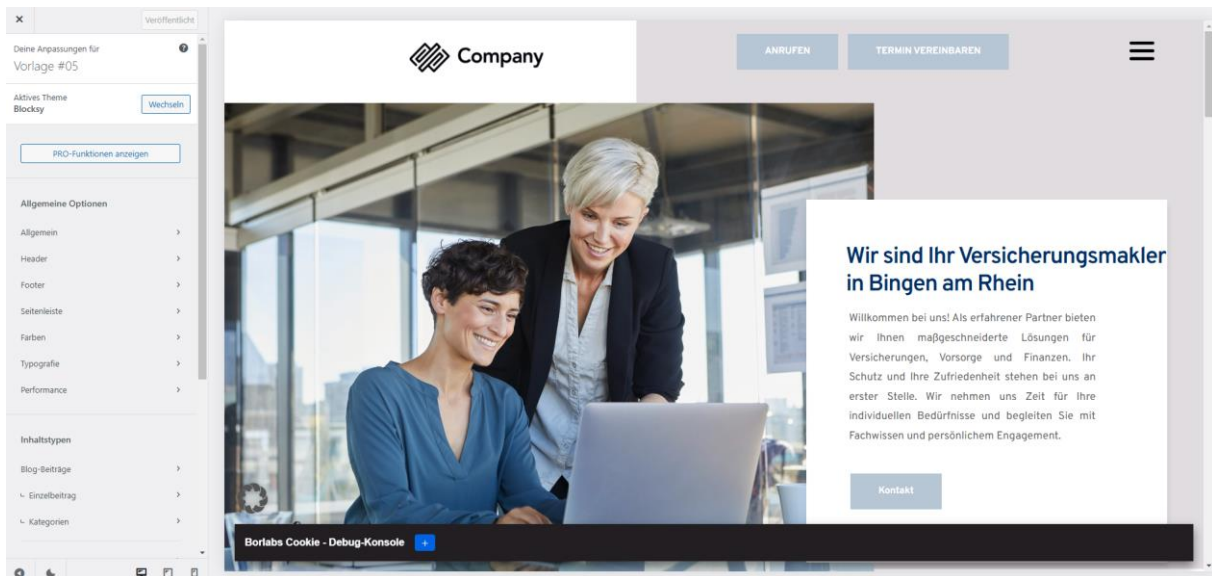 Veröffentlicht
Deine Anpassungen für
Vorlage #05
Aktives Theme
Blocksy
Wechseln
PRO-Funktionen anzeigen
Allgemeine Optionen
Allgemein
Header
Footer
Seitenleiste
Farben
Typografie
Performance
Inhaltstypen
Blog-Beiträge
Einzelbeitrag
Kategorien
Company
ANRUFEN
TERMIN VEREINBAREN
Wir sind Ihr Versicherungsmakler
in Bingen am Rhein
Willkommen bei uns! Als erfahrener Partner bieten
wir Ihnen maßgeschneiderte Lösungen für
Versicherungen, Vorsorge und Finanzen. Ihr
Schutz und Ihre Zufriedenheit stehen bei uns an
erster Stelle. Wir nehmen uns Zeit für Ihre
individuellen Bedürfnisse und begleiten Sie mit
Fachwissen und persönlichem Engagement.
Kontakt
Borlabs Cookie - Debug-Konsole +